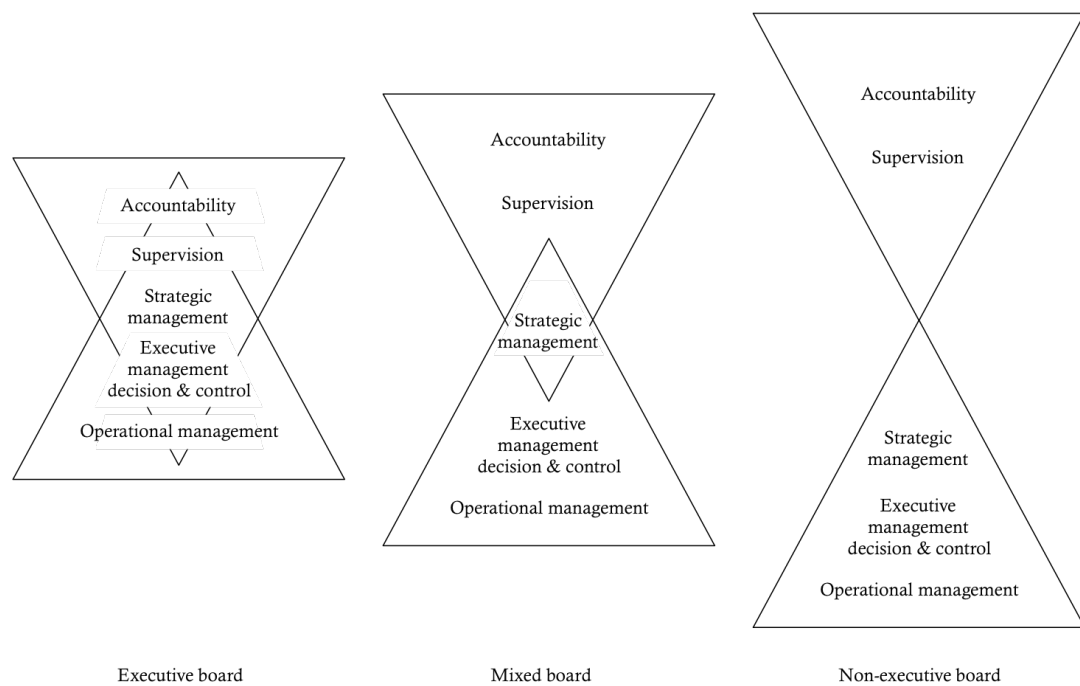 Accountability
Supervision
Strategic
management
Executive
management
decision & control
Operational management
Executive board
Accountability
Supervision
Strategic
management
Executive
management
decision & control
Operational management
Mixed board
Accountability
Supervision
Strategic
management
Executive
management
decision & control
Operational management
Non-executive board